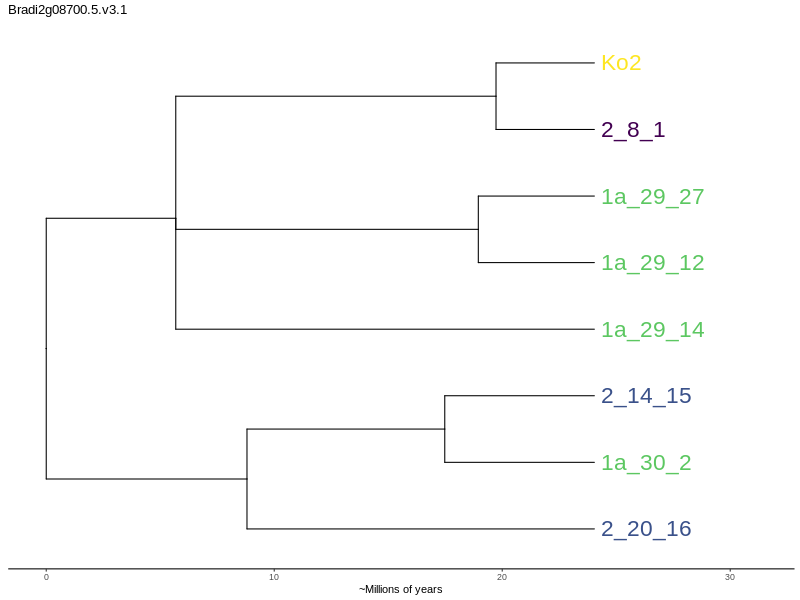 Bradi2g08700.5.v3.1
Ko2
2_8_1
1a_29_27
1a_29_12
1a_29_14
2_14_15
1a_30_2
2_20_16
0 10 20 30
~Millions of years